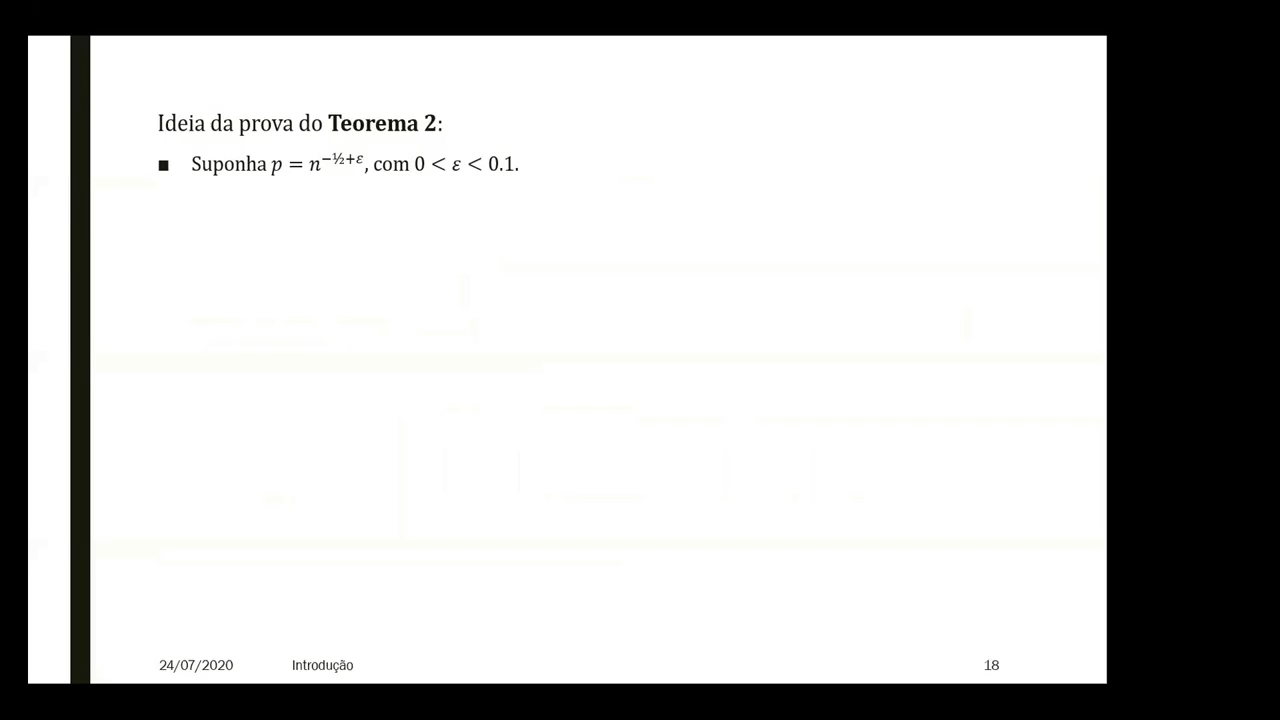 Ideia da prova do Teorema 2:
▪ Suponha p = n^{−½+ε}, com 0 < ε < 0.1.
24/07/2020 Introdução 18